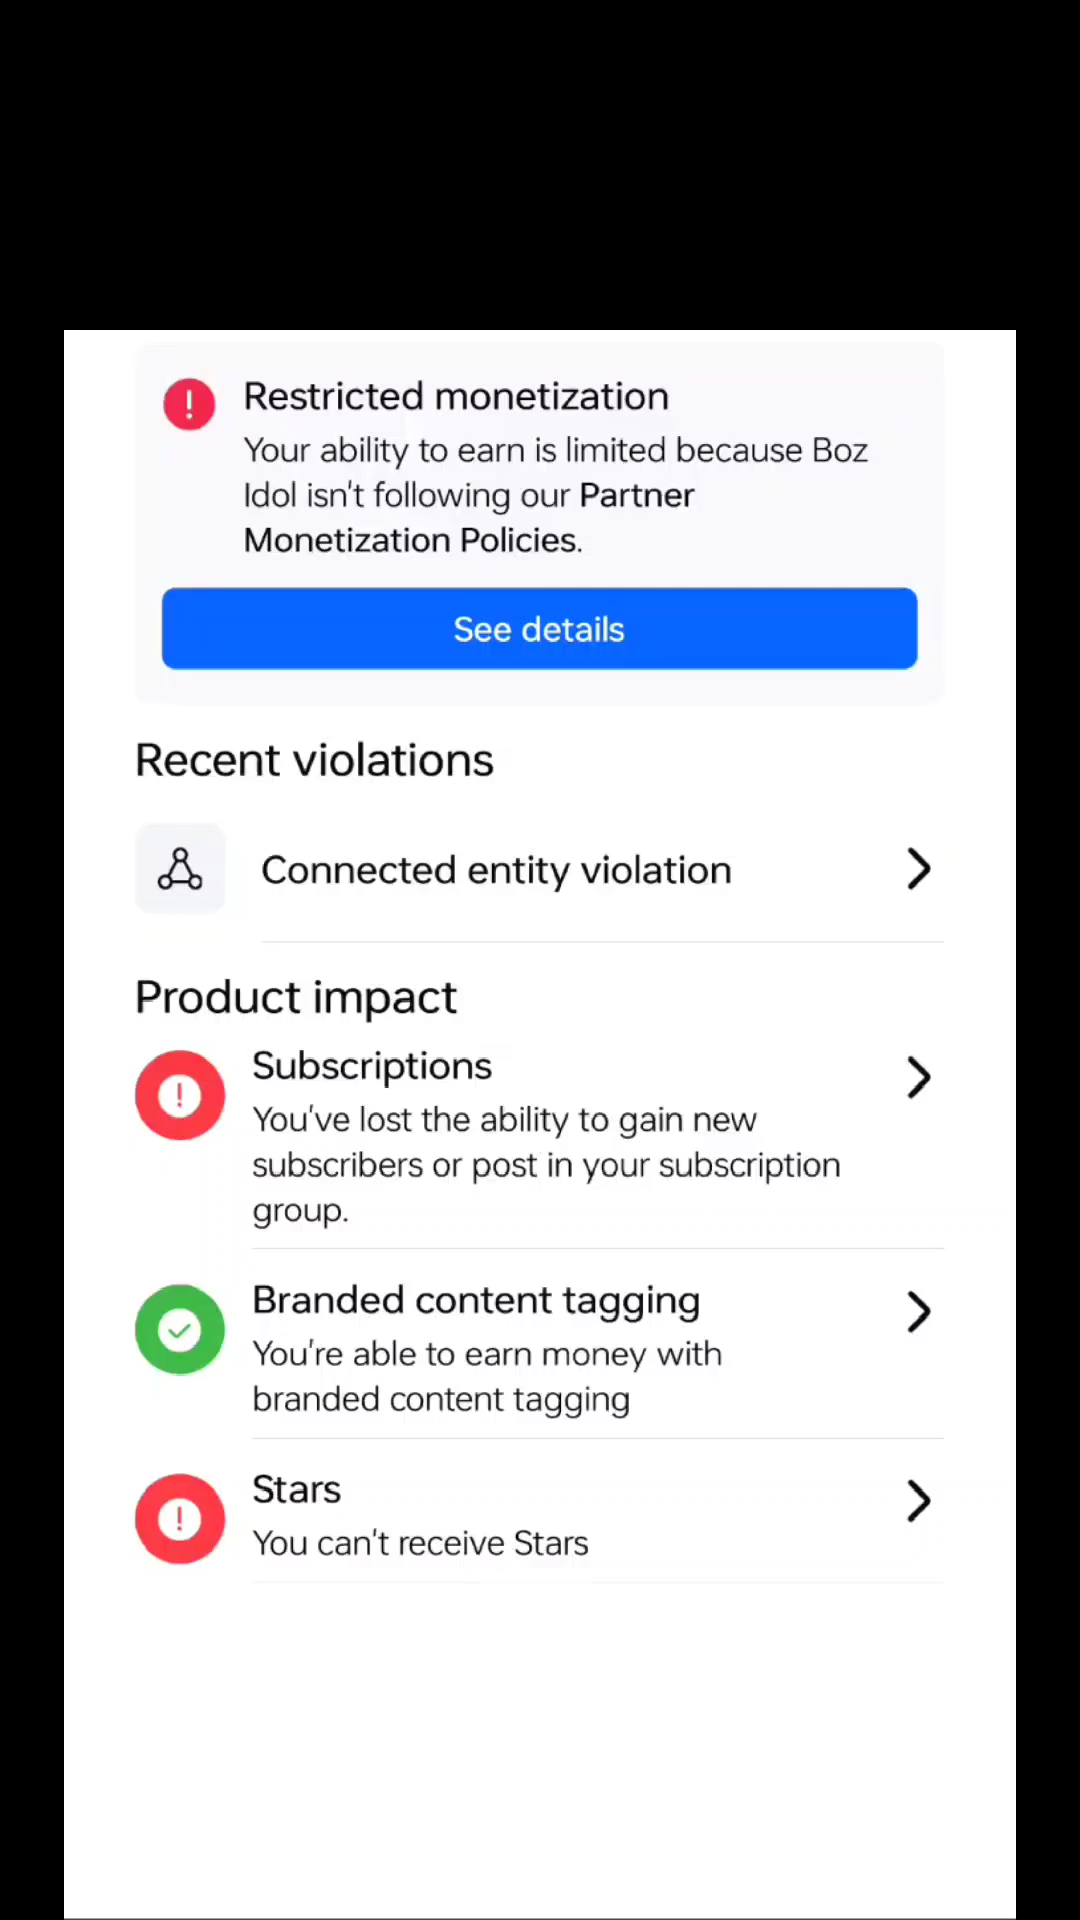 Restricted monetization
Your ability to earn is limited because Boz
Idol isn't following our Partner
Monetization Policies.
See details
Recent violations
Connected entity violation
Product impact
Subscriptions
You've lost the ability to gain new
subscribers or post in your subscription
group.
Branded content tagging
You're able to earn money with
branded content tagging
Stars
You can't receive Stars